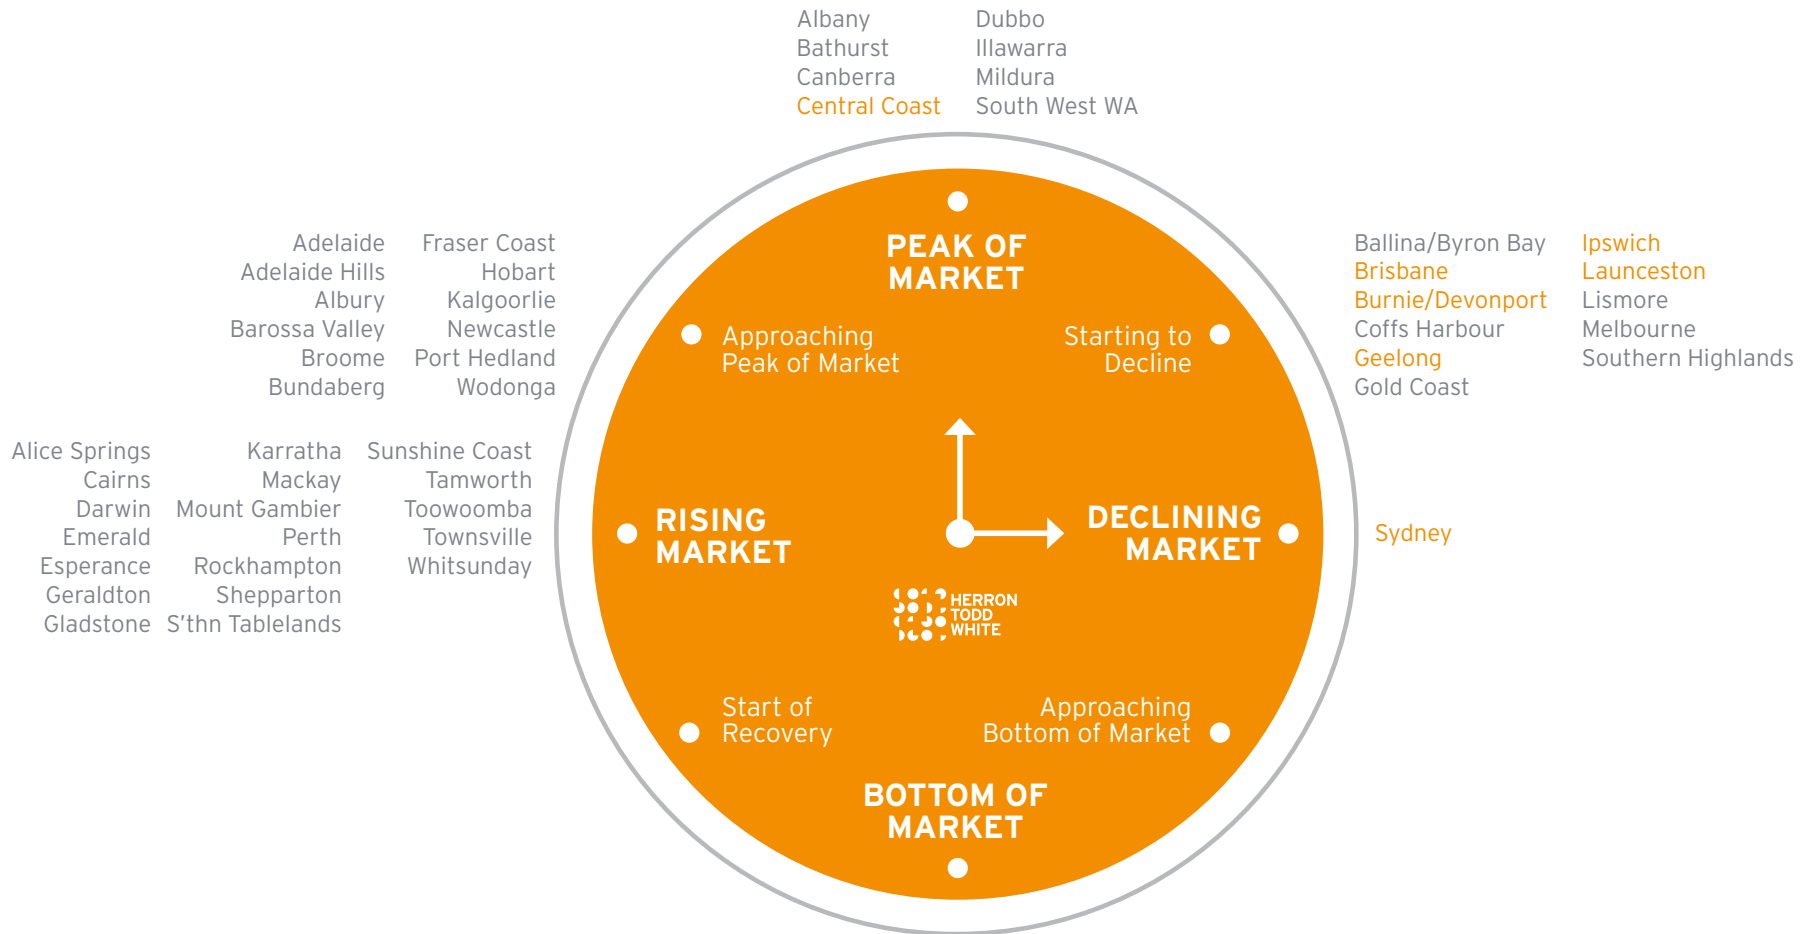 Albany
Bathurst
Canberra
Central Coast
Dubbo
Illawarra
Mildura
South West WA
Adelaide
Adelaide Hills
Albury
Barossa Valley
Broome
Bundaberg
Fraser Coast
Hobart
Kalgoorlie
Newcastle
Port Hedland
Wodonga
PEAK OF
MARKET
Approaching
Peak of Market
Starting to
Decline
Ballina/Byron Bay
Brisbane
Burnie/Devonport
Coffs Harbour
Geelong
Gold Coast
Ipswich
Launceston
Lismore
Melbourne
Southern Highlands
Alice Springs
Cairns
Darwin
Emerald
Esperance
Geraldton
Gladstone
Karratha
Mackay
Mount Gambier
Perth
Rockhampton
Shepparton
S'thn Tablelands
Sunshine Coast
Tamworth
Toowoomba
Townsville
Whitsunday
RISING
MARKET
DECLINING
MARKET
Sydney
HERRON
TODD
WHITE
Start of
Recovery
Approaching
Bottom of Market
BOTTOM OF
MARKET